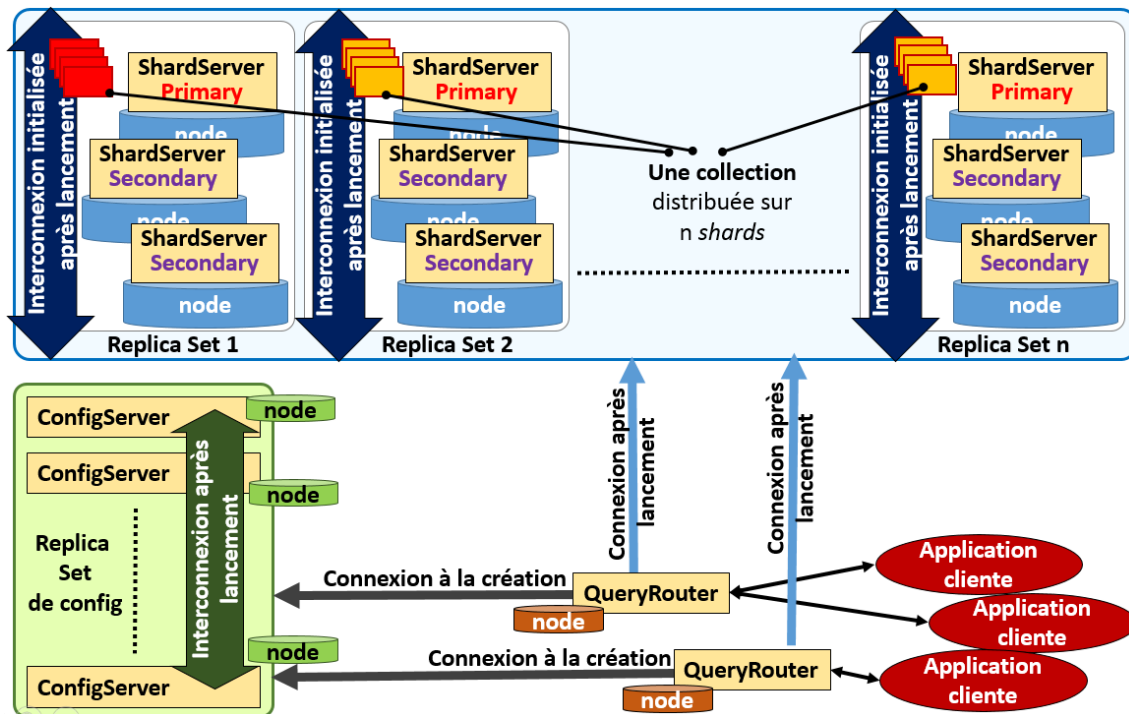 Interconnexion initialisée
après lancement
ShardServer
Primary
node
ShardServer
Secondary
node
ShardServer
Secondary
node
Replica Set 1
Interconnexion initialisée
après lancement
ShardServer
Primary
node
ShardServer
Secondary
node
ShardServer
Secondary
node
Replica Set 2
Une collection
distribuée sur
n shards
Interconnexion initialisée
après lancement
ShardServer
Primary
node
ShardServer
Secondary
node
ShardServer
Secondary
node
Replica Set n
ConfigServer
node
ConfigServer
node
Replica
Set
de config
Interconnexion après
lancement
node
ConfigServer
Connexion après
lancement
Connexion après
lancement
Connexion à la création
QueryRouter
node
Connexion à la création
QueryRouter
node
Application
cliente
Application
cliente
Application
cliente